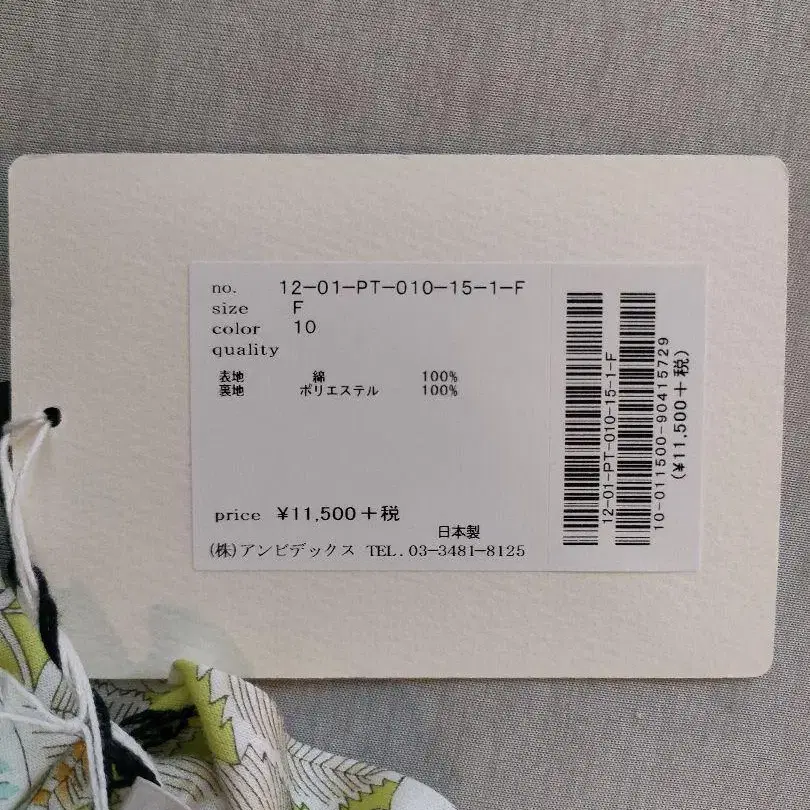 no. 12-01-PT-010-15-1-F
size F
color 10
quality
表地 綿 100%
裏地 ポリエステル 100%
price ¥11,500+税
日本製
(株)アンビデックス TEL.03-3481-8125
12-01-PT-010-15-1-F
10-011500-90415729
(¥11,500+税)